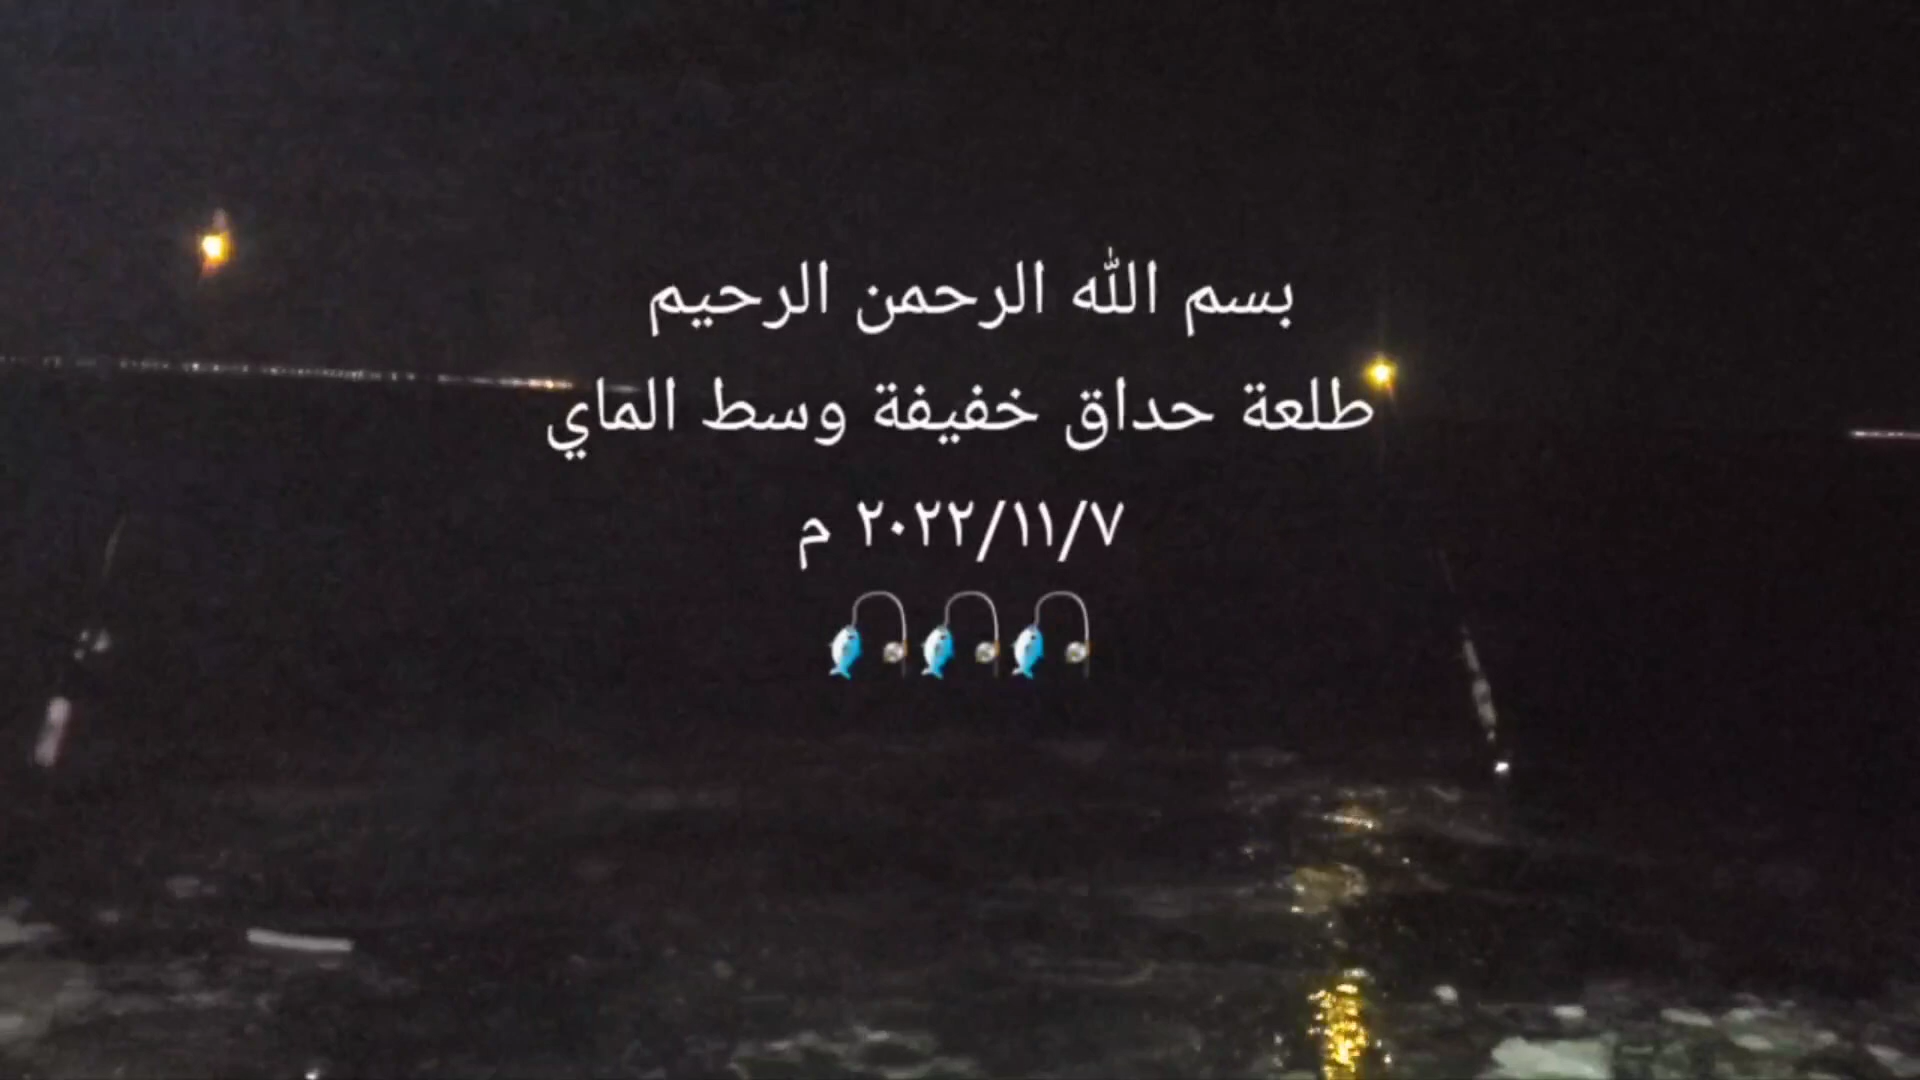 بسم الله الرحمن الرحيم
طلعة حداق خفيفة وسط الماي
٢٠٢٢/١١/٧ م
🎣🎣🎣